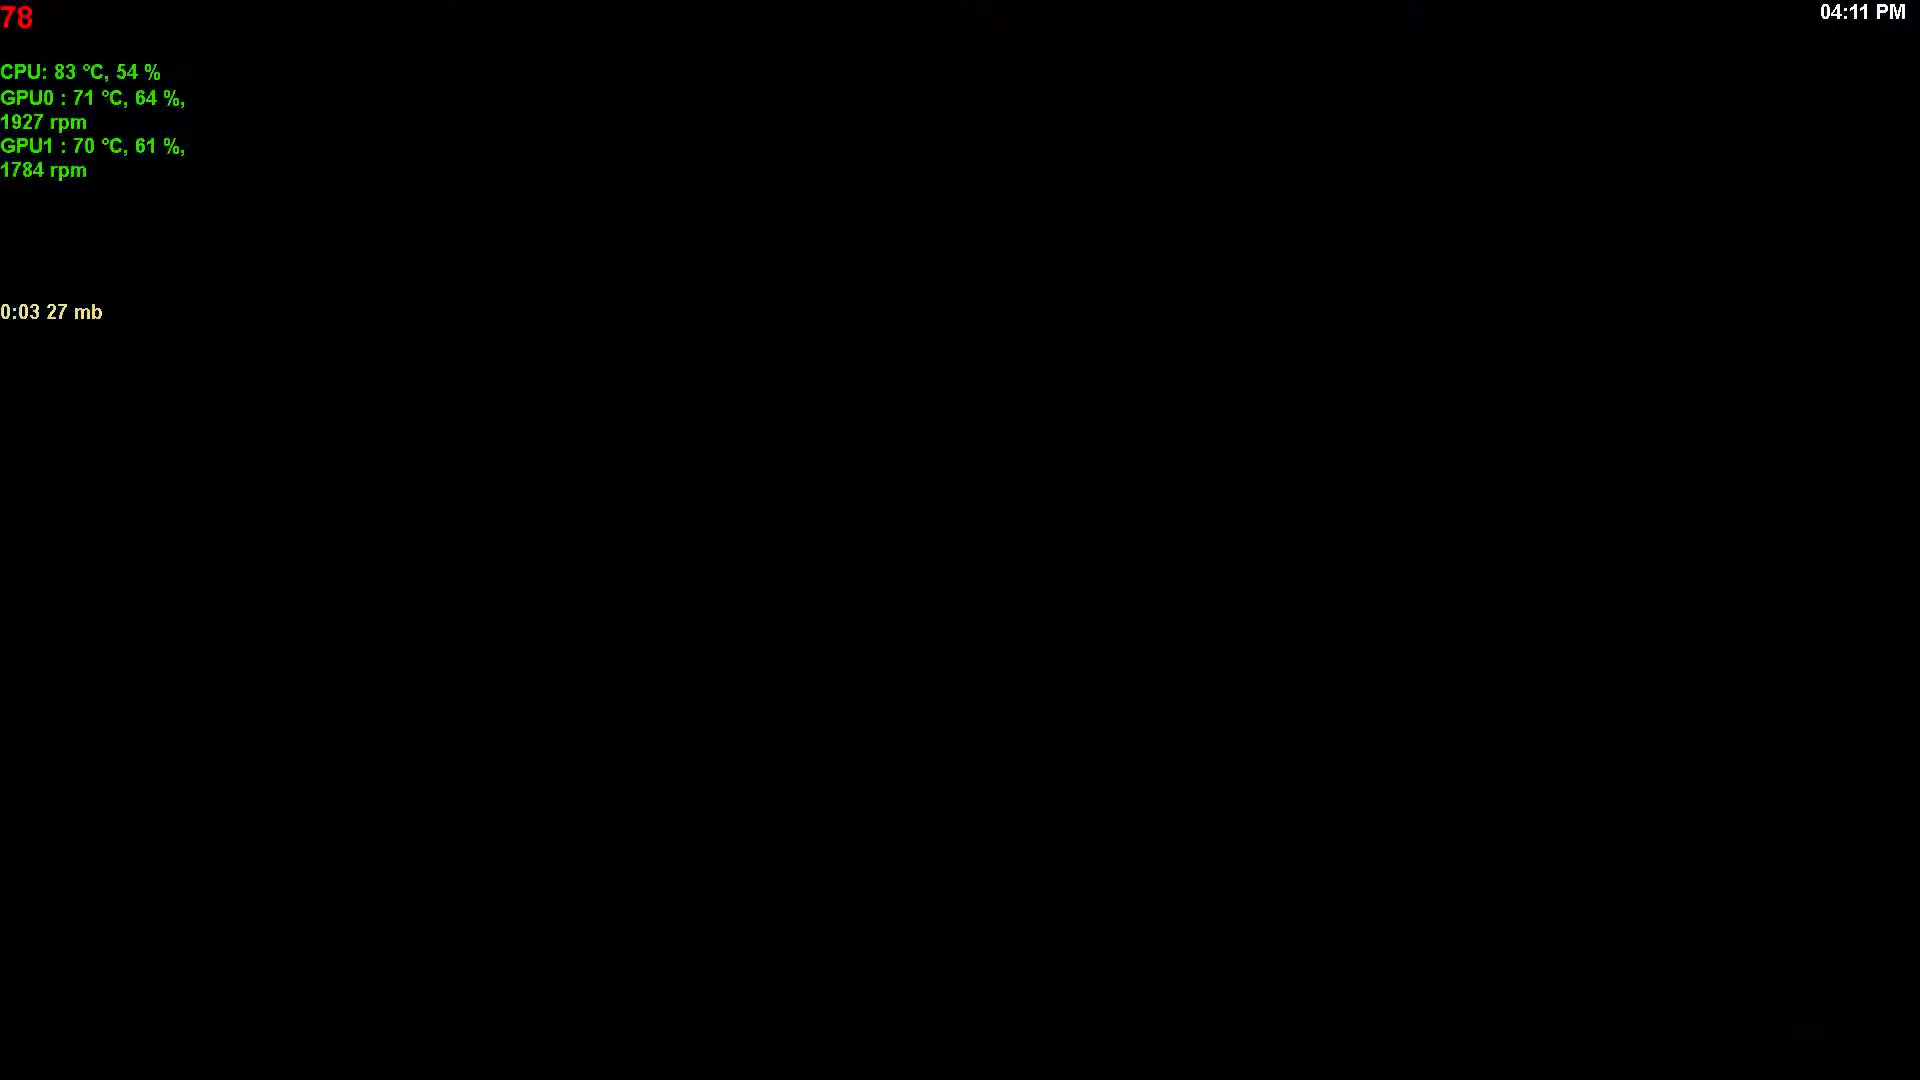 78
04:11 PM
CPU: 83 °C, 54 %
GPU0 : 71 °C, 64 %,
1927 rpm
GPU1 : 70 °C, 61 %,
1784 rpm
0:03 27 mb